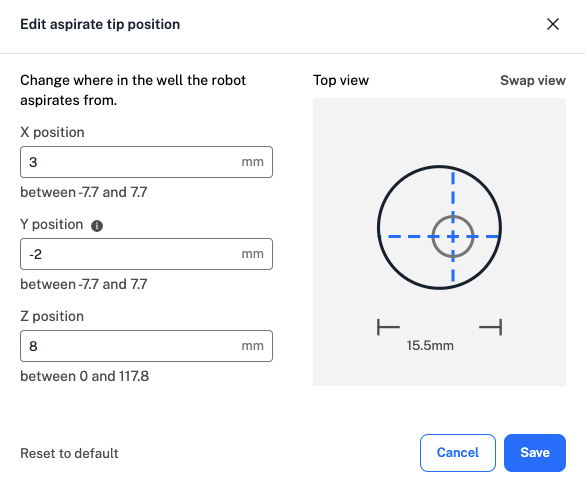 Edit aspirate tip position
Change where in the well the robot
aspirates from.
X position
3 mm
between -7.7 and 7.7
Y position
-2 mm
between -7.7 and 7.7
Z position
8 mm
between 0 and 117.8
Top view Swap view
15.5mm
Reset to default
Cancel Save